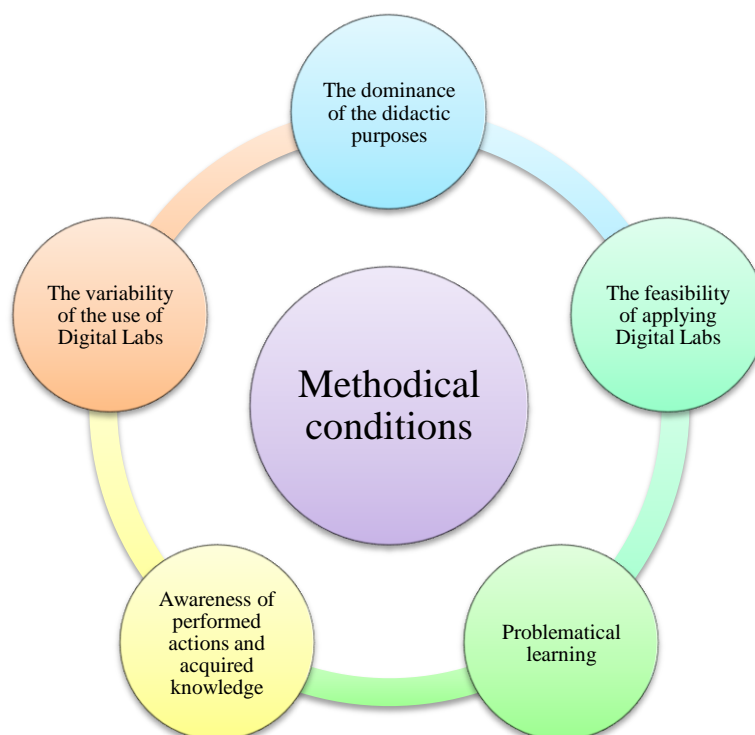 The dominance
of the didactic
purposes
The feasibility
of applying
Digital Labs
Problematical
learning
Awareness of
performed
actions and
acquired
knowledge
The variability
of the use of
Digital Labs
Methodical
conditions